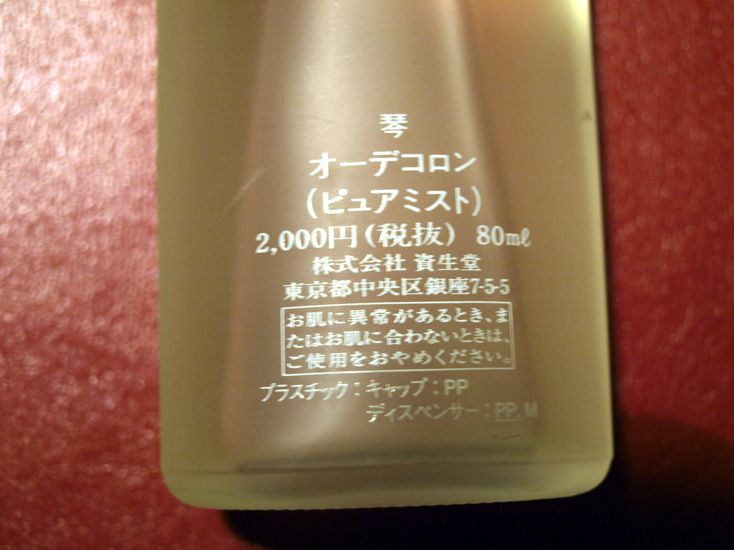 琴
オーデコロン
(ピュアミスト)
2,000円(税抜) 80mℓ
株式会社 資生堂
東京都中央区銀座7-5-5
お肌に異常があるとき、ま
たはお肌に合わないときは、
ご使用をおやめください。
プラスチック:キャップ:PP
ディスペンサー:PP,M